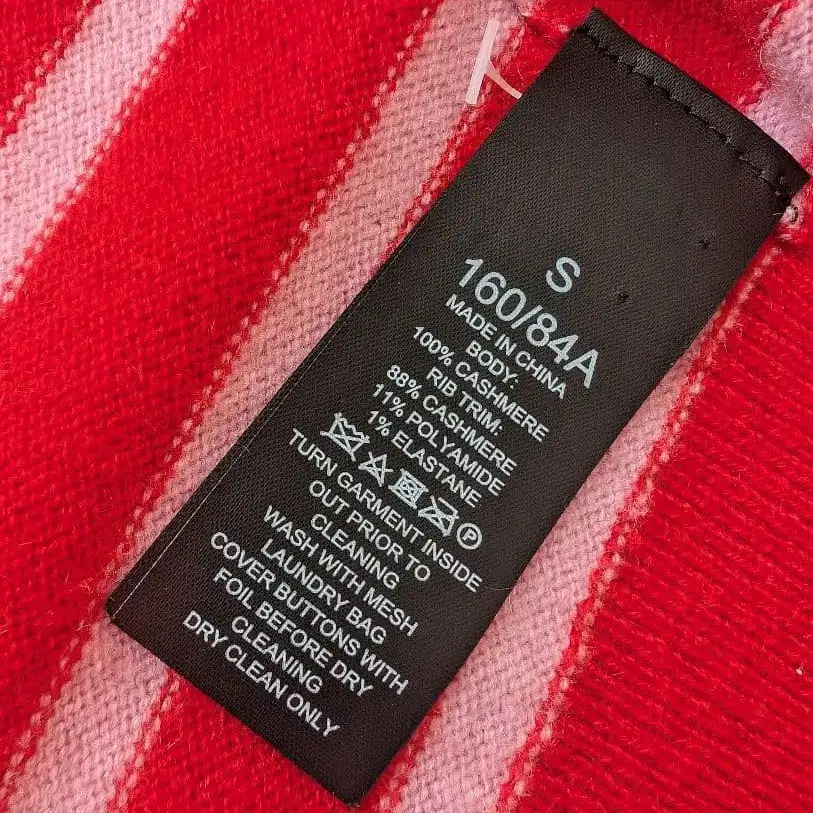 S
160/84A
MADE IN CHINA
BODY:
100% CASHMERE
RIB TRIM:
88% CASHMERE
11% POLYAMIDE
1% ELASTANE
P
TURN GARMENT INSIDE
OUT PRIOR TO
CLEANING
WASH WITH MESH
LAUNDRY BAG
COVER BUTTONS WITH
FOIL BEFORE DRY
CLEANING
DRY CLEAN ONLY